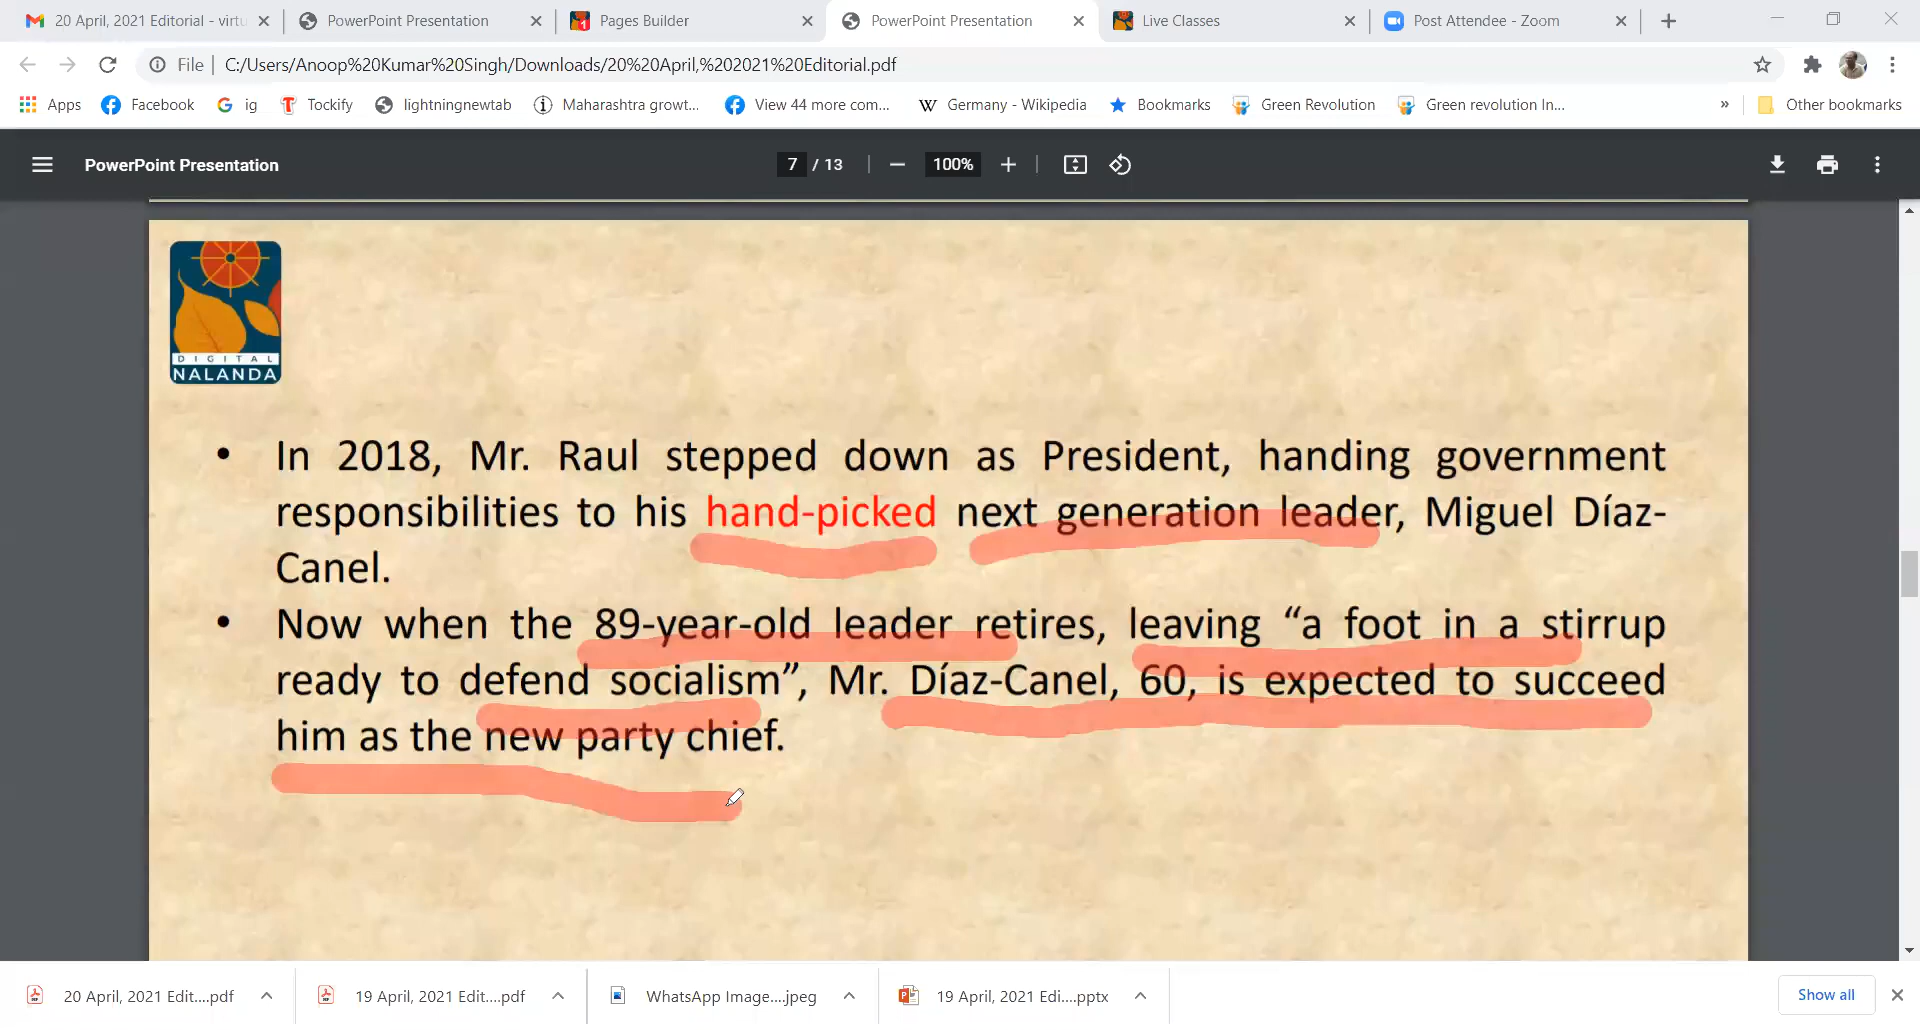 20 April, 2021 Editorial - virtu
PowerPoint Presentation
Pages Builder
PowerPoint Presentation
Live Classes
Post Attendee - Zoom
File
C:/Users/Anoop%20Kumar%20Singh/Downloads/20%20April,%202021%20Editorial.pdf
Apps
Facebook
ig
Tockify
lightningnewtab
Maharashtra growt...
View 44 more com...
Germany - Wikipedia
Bookmarks
Green Revolution
Green revolution In...
»
Other bookmarks
PowerPoint Presentation
7 / 13
100%
DIGITAL
NALANDA
• In 2018, Mr. Raul stepped down as President, handing government
responsibilities to his hand-picked next generation leader, Miguel Díaz-
Canel.
• Now when the 89-year-old leader retires, leaving “a foot in a stirrup
ready to defend socialism”, Mr. Díaz-Canel, 60, is expected to succeed
him as the new party chief.
20 April, 2021 Edit....pdf
19 April, 2021 Edit....pdf
WhatsApp Image....jpeg
19 April, 2021 Edi....pptx
Show all